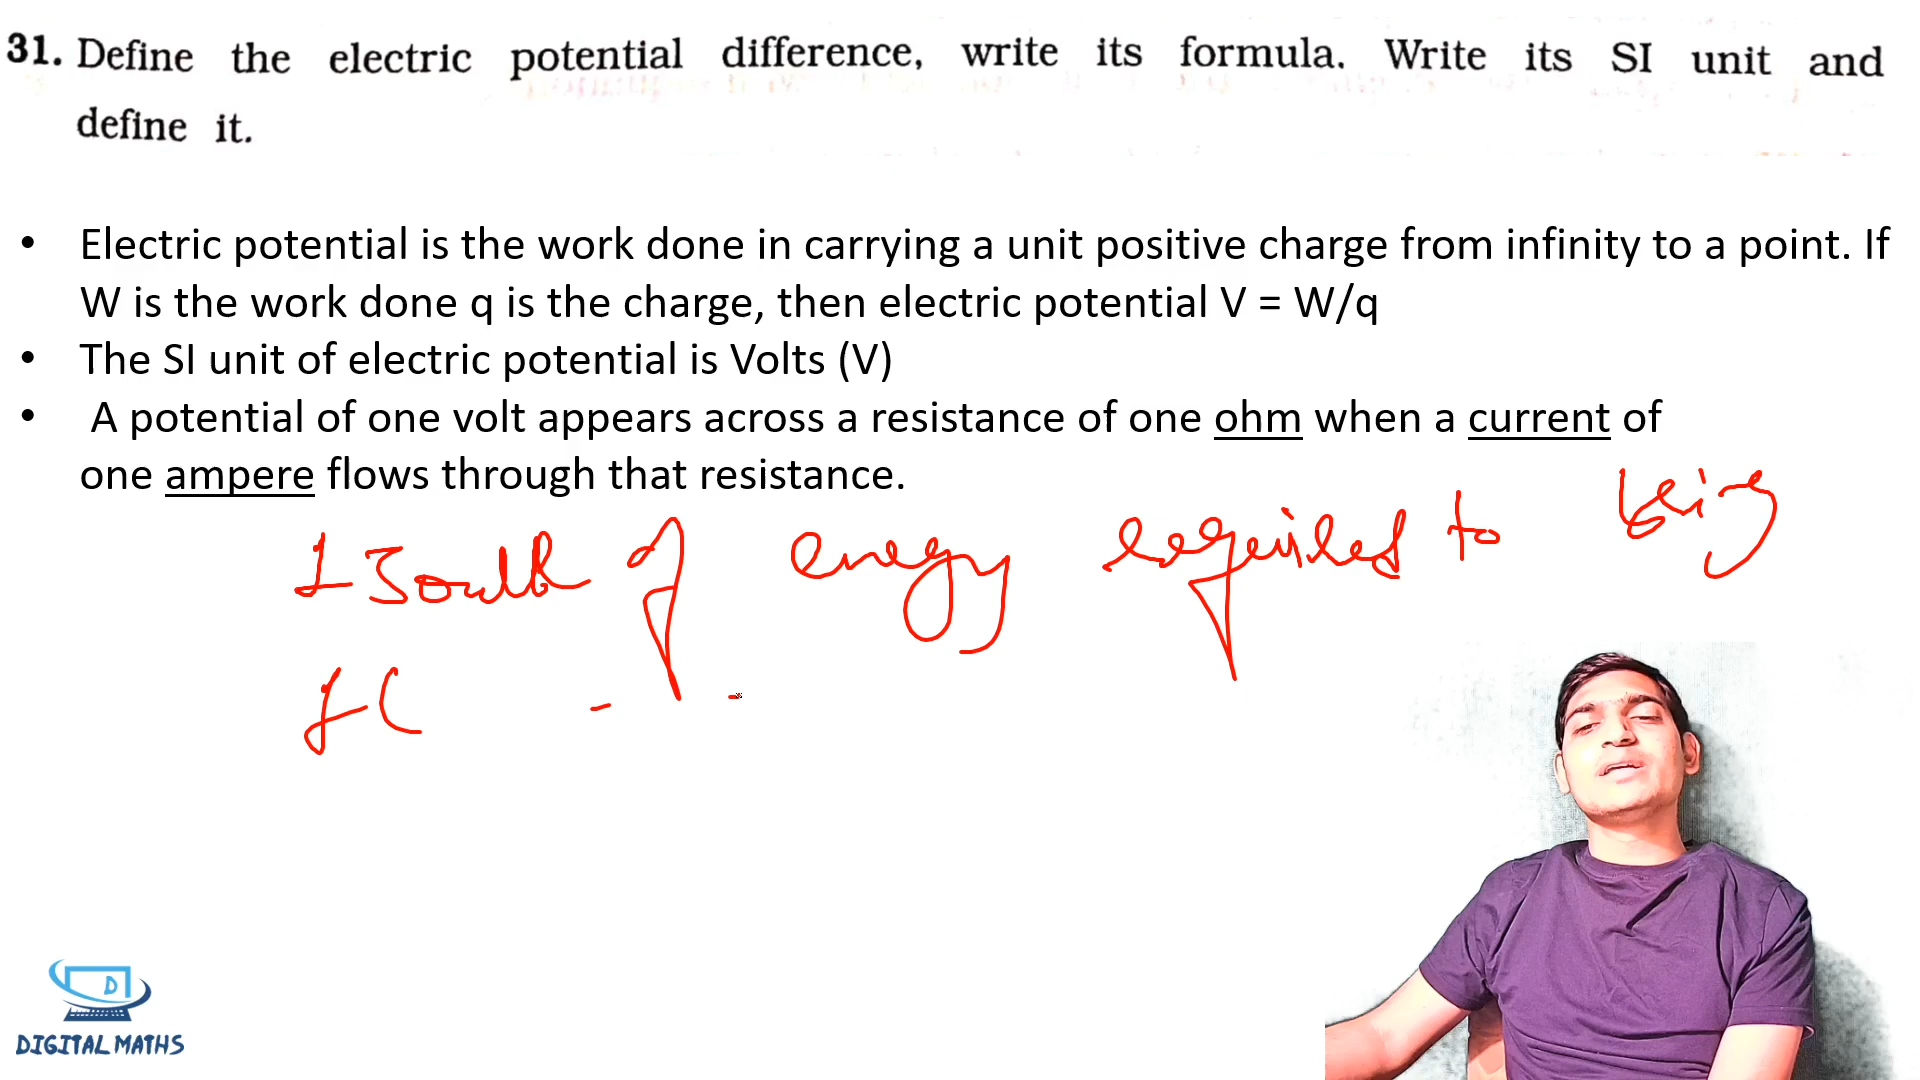 31. Define the electric potential difference, write its formula. Write its SI unit and
define it.
• Electric potential is the work done in carrying a unit positive charge from infinity to a point. If
W is the work done q is the charge, then electric potential V = W/q
• The SI unit of electric potential is Volts (V)
• A potential of one volt appears across a resistance of one ohm when a current of
one ampere flows through that resistance.
1 Joule of energy required to bring
1C - -
D
DIGITAL MATHS